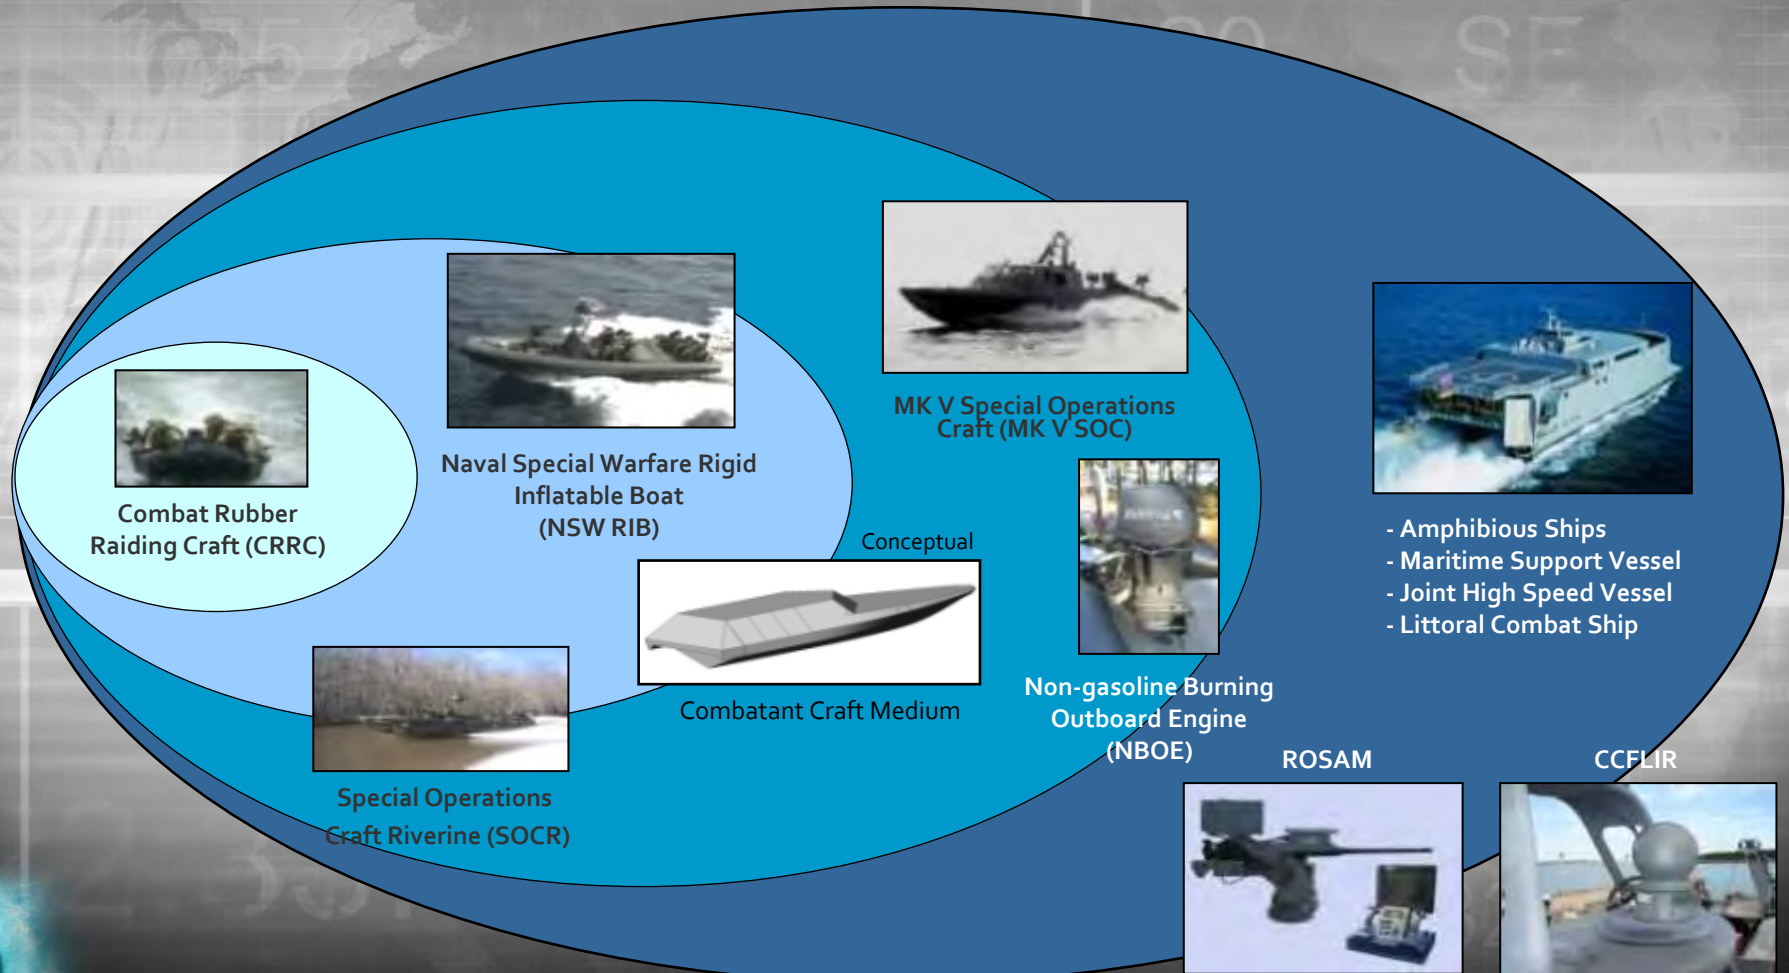 MK V Special Operations
Craft (MK V SOC)
Naval Special Warfare Rigid
Inflatable Boat
(NSW RIB)
Combat Rubber
Raiding Craft (CRRC)
Conceptual
Combatant Craft Medium
- Amphibious Ships
- Maritime Support Vessel
- Joint High Speed Vessel
- Littoral Combat Ship
Non-gasoline Burning
Outboard Engine
(NBOE)
ROSAM
CCFLIR
Special Operations
Craft Riverine (SOCR)
SE